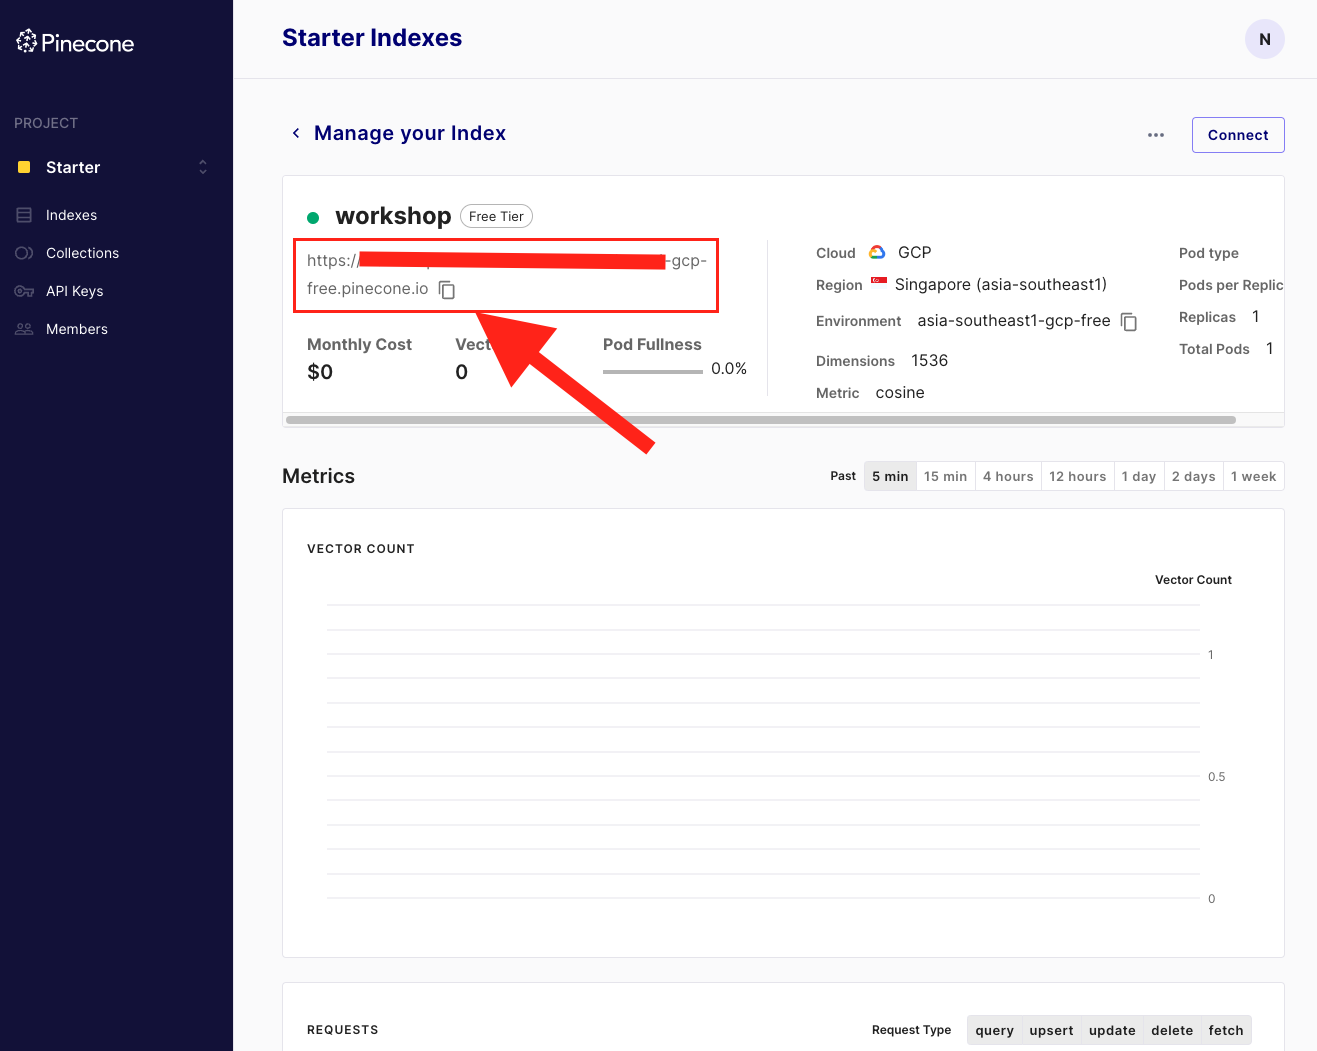 Pinecone
Starter Indexes
N
PROJECT
Starter
Indexes
Collections
API Keys
Members
Manage your Index
Connect
workshop Free Tier
https:// -gcp-
free.pinecone.io
Monthly Cost
$0
Vect
0
Pod Fullness
0.0%
Cloud GCP
Region Singapore (asia-southeast1)
Environment asia-southeast1-gcp-free
Dimensions 1536
Metric cosine
Pod type
Pods per Replic
Replicas 1
Total Pods 1
Metrics
Past 5 min 15 min 4 hours 12 hours 1 day 2 days 1 week
VECTOR COUNT
Vector Count
1
0.5
0
REQUESTS
Request Type query upsert update delete fetch